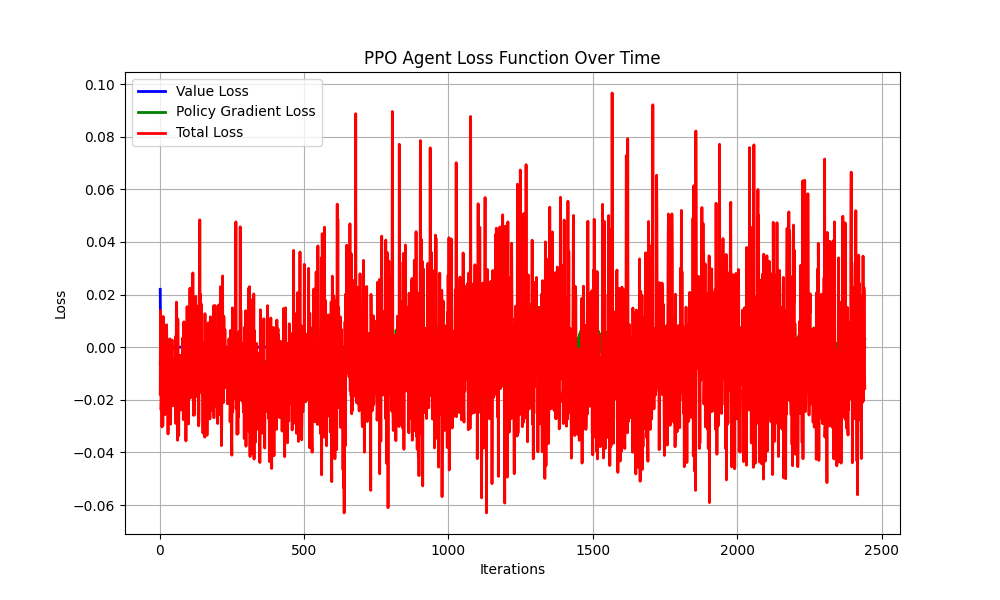 PPO Agent Loss Function Over Time
Value Loss
Policy Gradient Loss
Total Loss
0.10
0.08
0.06
0.04
0.02
0.00
−0.02
−0.04
−0.06
Loss
0 500 1000 1500 2000 2500
Iterations